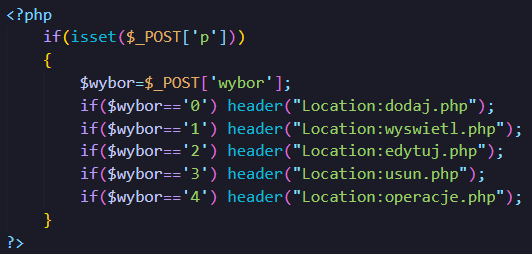 <?php
    if(isset($_POST['p']))
    {
        $wybor=$_POST['wybor'];
        if($wybor=='0') header("Location:dodaj.php");
        if($wybor=='1') header("Location:wyswietl.php");
        if($wybor=='2') header("Location:edytuj.php");
        if($wybor=='3') header("Location:usun.php");
        if($wybor=='4') header("Location:operacje.php");
    }
?>